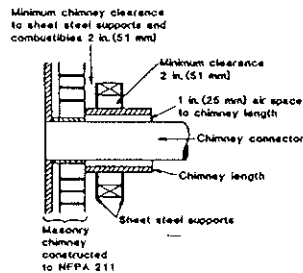 Minimum chimney clearance
to sheet steel supports and
combustibles 2 in. (51 mm)
Minimum clearance
2 in. (51 mm)
1 in. (25 mm) air space
to chimney length
Chimney connector
Chimney length
Sheet steel supports
Masonry
chimney
constructed
to NFPA 211